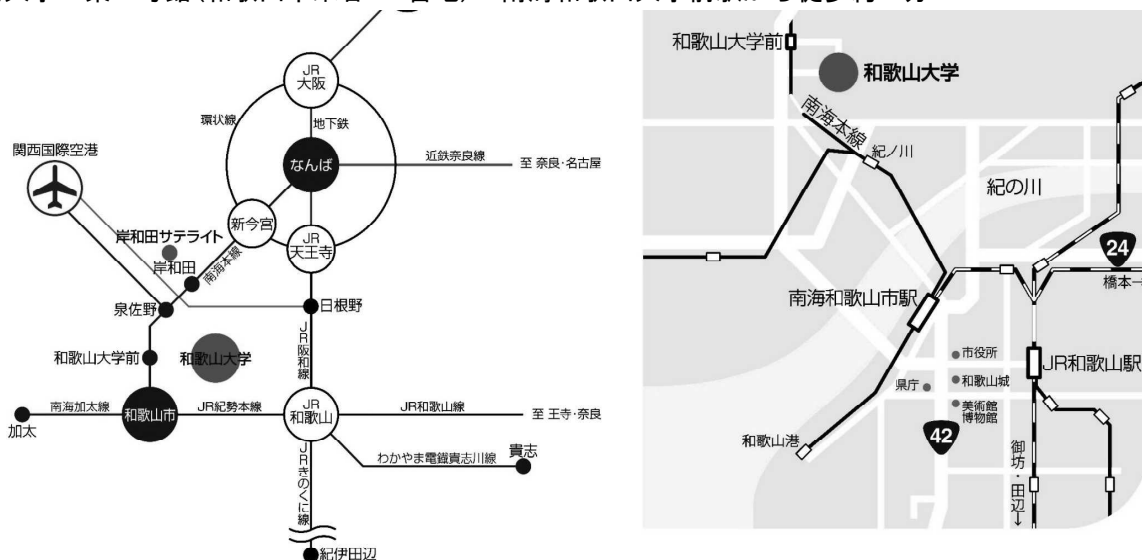 JR
大阪
環状線
地下鉄
関西国際空港
なんば
近鉄奈良線
至 奈良・名古屋
新今宮
JR
天王寺
岸和田サテライト
岸和田
南海本線
泉佐野
日根野
JR阪和線
和歌山大学前
和歌山大学
南海加太線
和歌山市
JR紀勢本線
JR
和歌山
JR和歌山線
至 王寺・奈良
加太
わかやま電鐵貴志川線
貴志
JRきのくに線
紀伊田辺
和歌山大学前
和歌山大学
南海本線
紀ノ川
紀の川
24
橋本
南海和歌山市駅
市役所
JR和歌山駅
県庁
和歌山城
美術館
博物館
42
和歌山港
御坊・田辺→